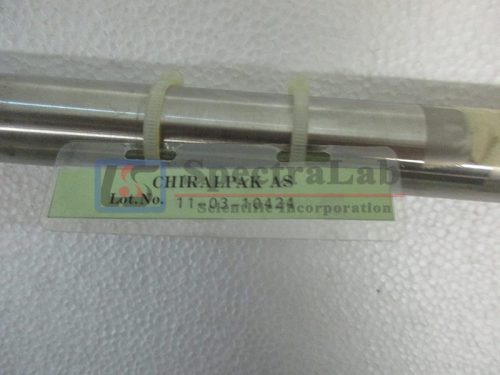 SpectraLab
Scientific Incorporation
CHIRALPAK AS
Lot.No. 11-03-10424